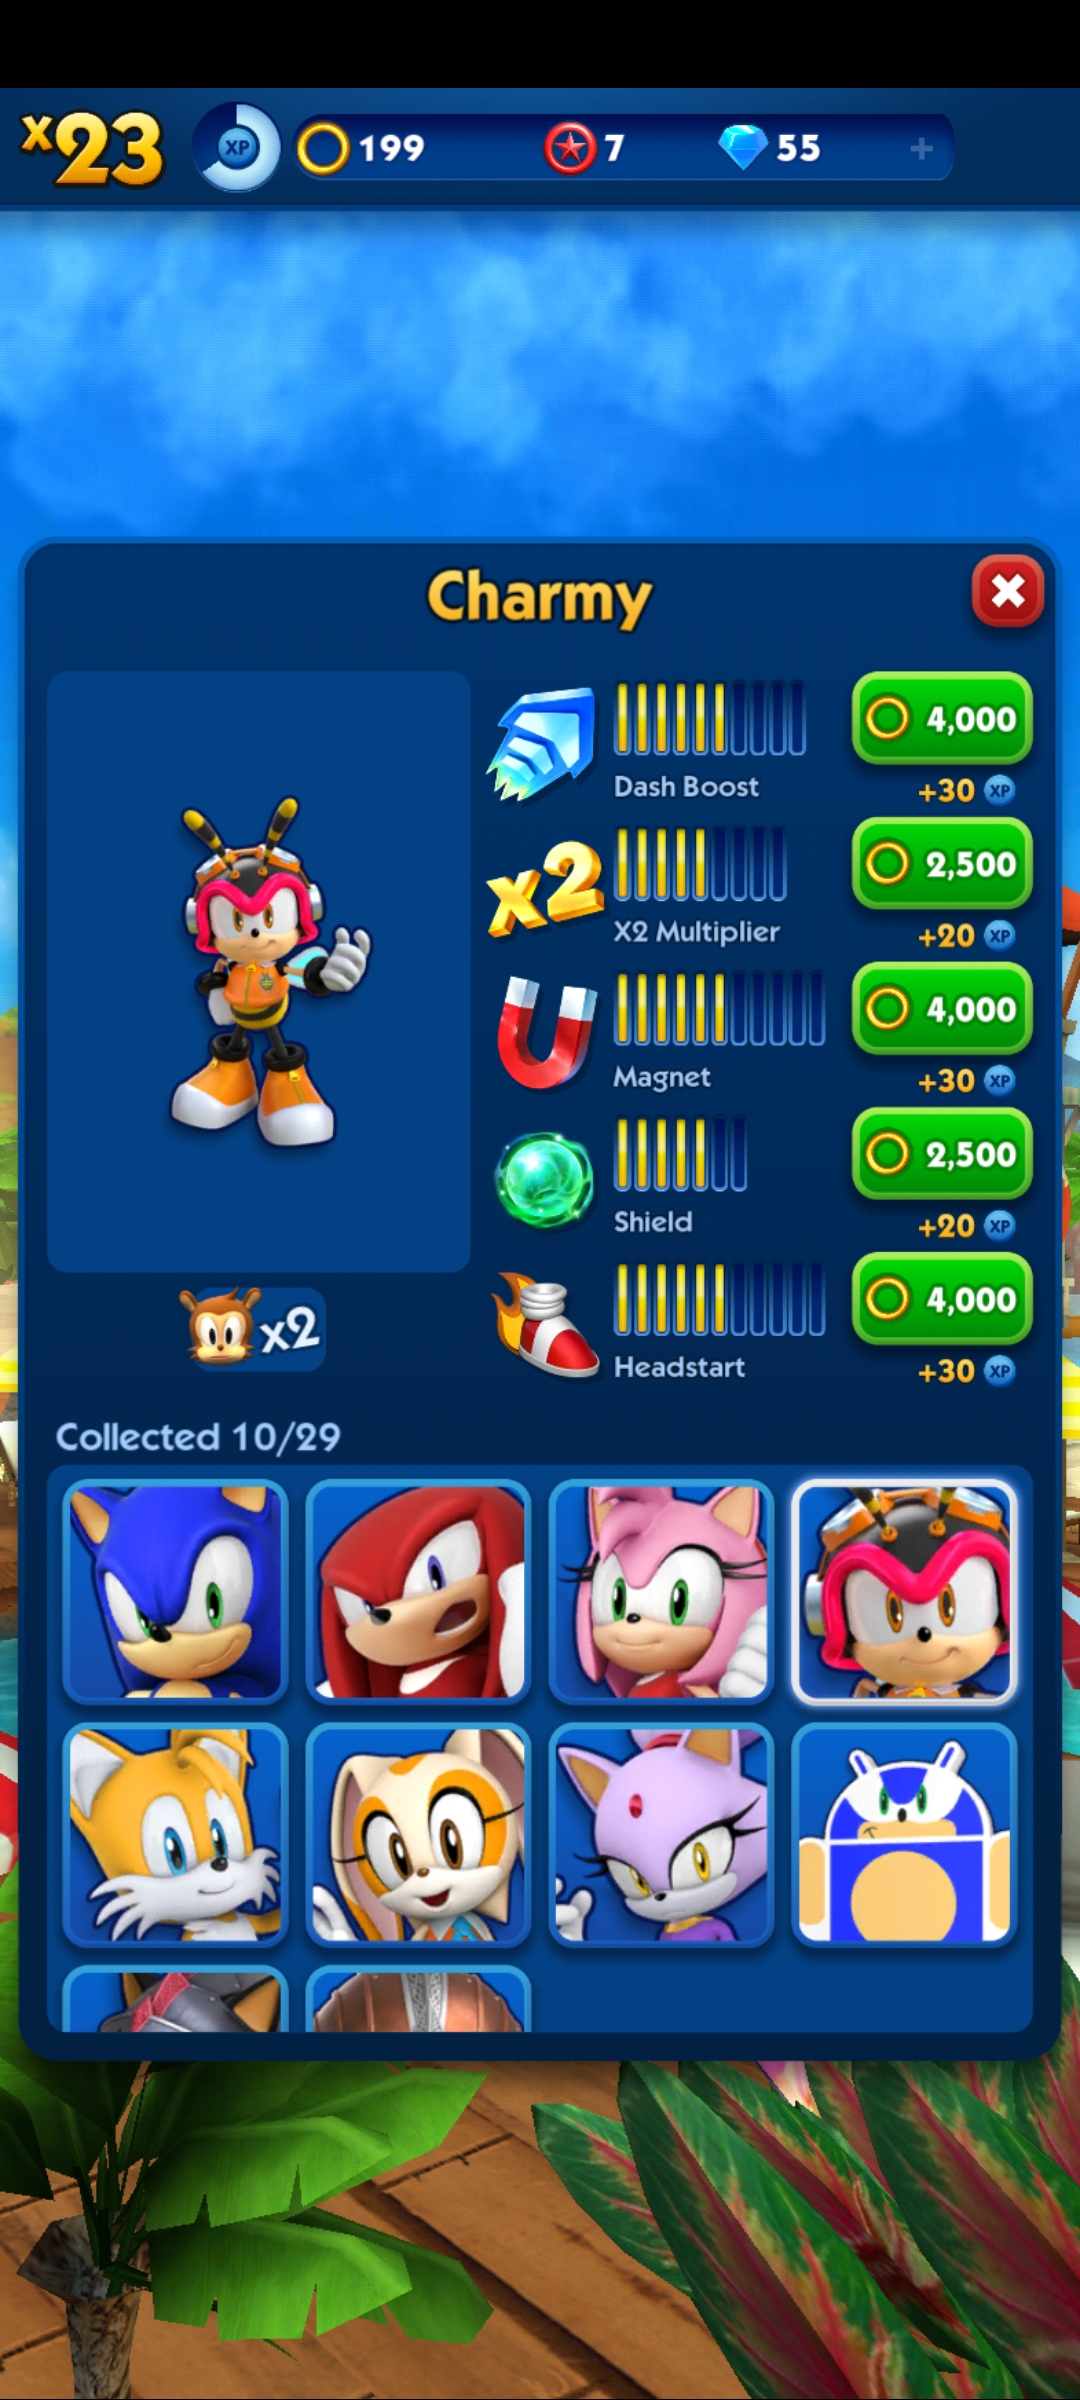 x23 XP 199 7 55 +
Charmy
4,000
Dash Boost
+30 XP
x2
2,500
X2 Multiplier
+20 XP
4,000
Magnet
+30 XP
2,500
Shield
+20 XP
x2
4,000
Headstart
+30 XP
Collected 10/29